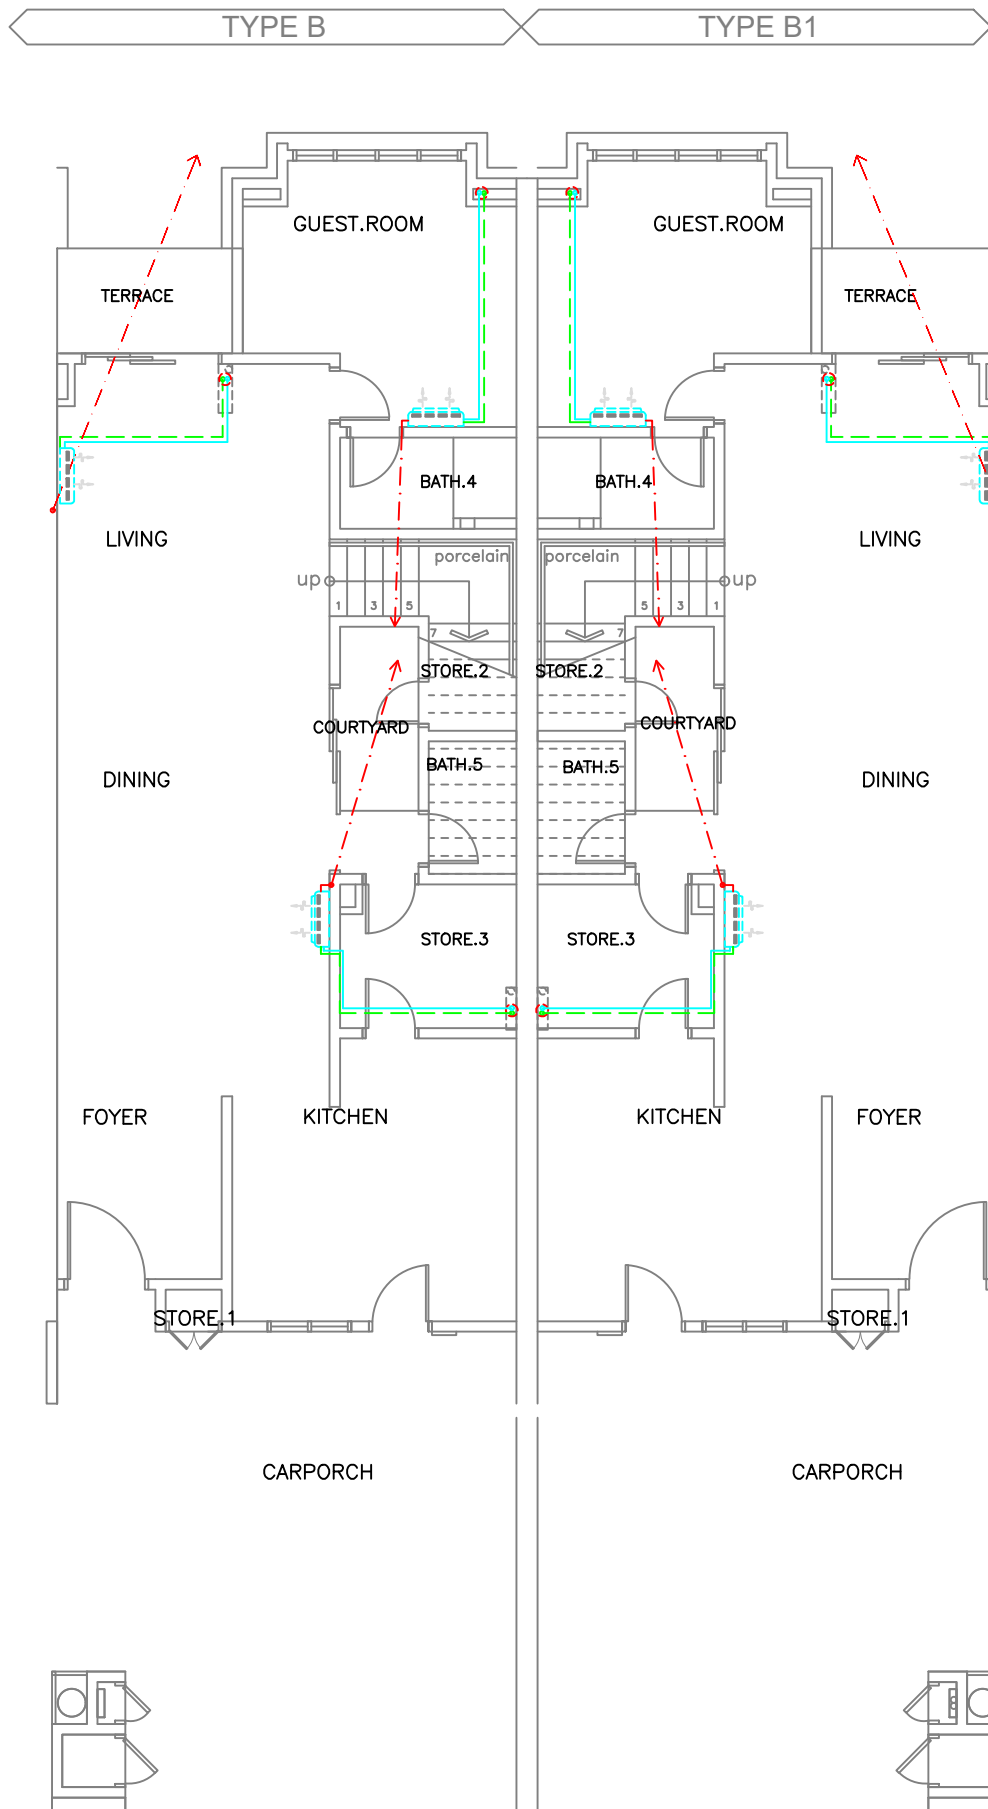 TYPE B TYPE B1
GUEST.ROOM GUEST.ROOM
TERRACE TERRACE
BATH.4 BATH.4
LIVING LIVING
porcelain porcelain
up up
1 3 5 5 3 1
7 7
STORE.2 STORE.2
COURTYARD COURTYARD
BATH.5 BATH.5
DINING DINING
STORE.3 STORE.3
FOYER KITCHEN KITCHEN FOYER
STORE.1 STORE.1
CARPORCH CARPORCH